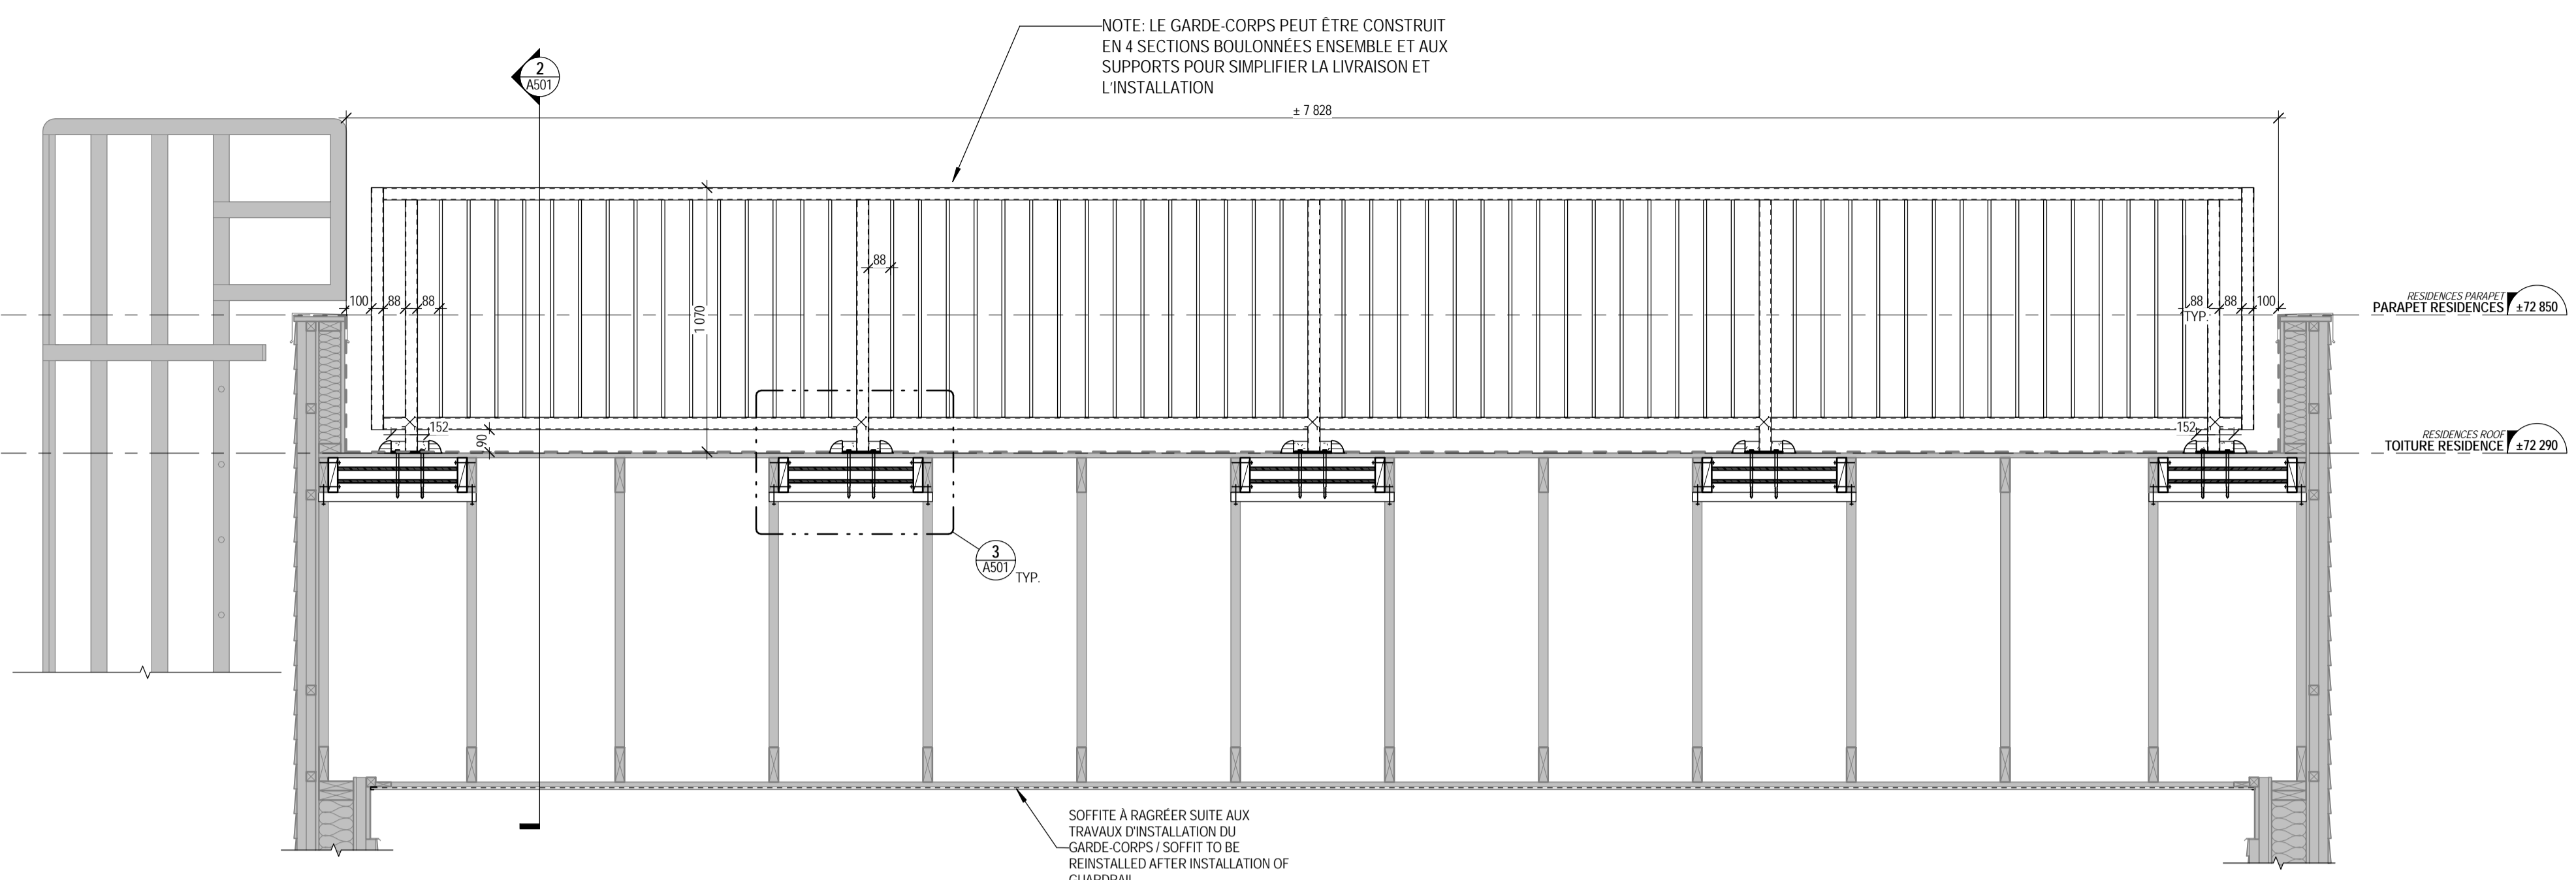 NOTE: LE GARDE-CORPS PEUT ÊTRE CONSTRUIT
EN 4 SECTIONS BOULONNÉES ENSEMBLE ET AUX
SUPPORTS POUR SIMPLIFIER LA LIVRAISON ET
L'INSTALLATION
2
A501
± 7 828
88
100
88
88
1 070
88
88
100
TYP.
RESIDENCES PARAPET
PARAPET RESIDENCES
±72 850
152
90
152
RESIDENCES ROOF
TOITURE RESIDENCE
±72 290
3
A501
TYP.
SOFFITE À RAGRÉER SUITE AUX
TRAVAUX D'INSTALLATION DU
GARDE-CORPS / SOFFIT TO BE
REINSTALLED AFTER INSTALLATION OF
GUARDRAIL